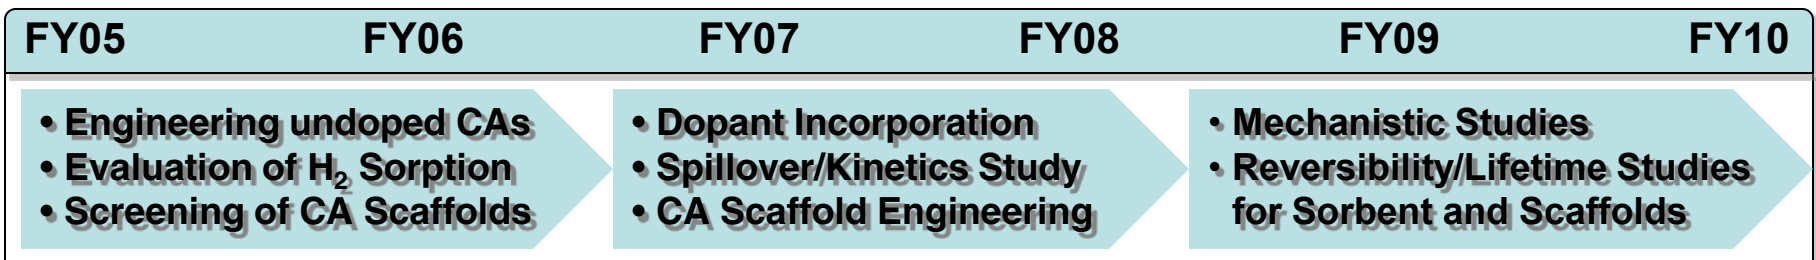 FY05 FY06 FY07 FY08 FY09 FY10
• Engineering undoped CAs
• Evaluation of H₂ Sorption
• Screening of CA Scaffolds
• Dopant Incorporation
• Spillover/Kinetics Study
• CA Scaffold Engineering
• Mechanistic Studies
• Reversibility/Lifetime Studies
for Sorbent and Scaffolds